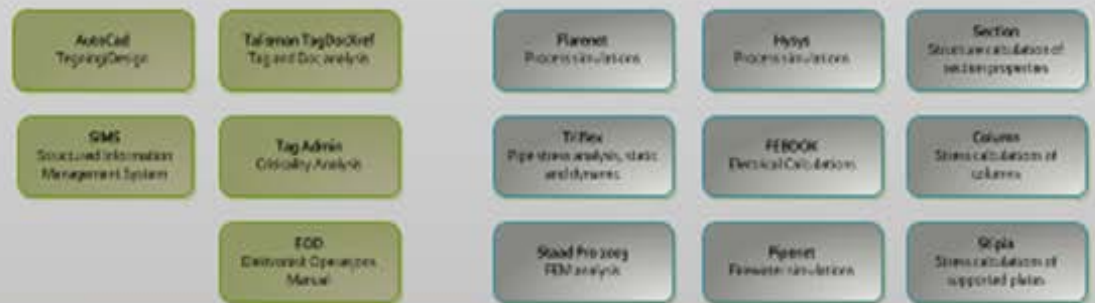 AutoCad
Tegning/Design
Talisman TagDocXref
Tag and Doc analysis
Flarenet
Process simulations
Hysys
Process simulations
Section
Structure calculation of
section properties
SIMS
Structured Information
Management System
Tag Admin
Criticality Analysis
Triflex
Pipe stress analysis, static
and dynamic
FEBOOK
Electrical Calculations
Column
Stress calculations of
columns
EOD
Operations
Manual
Staad Pro 2003
FEM analysis
Pipenet
Firewater simulations
Stipla
Stress calculations of
supported plates